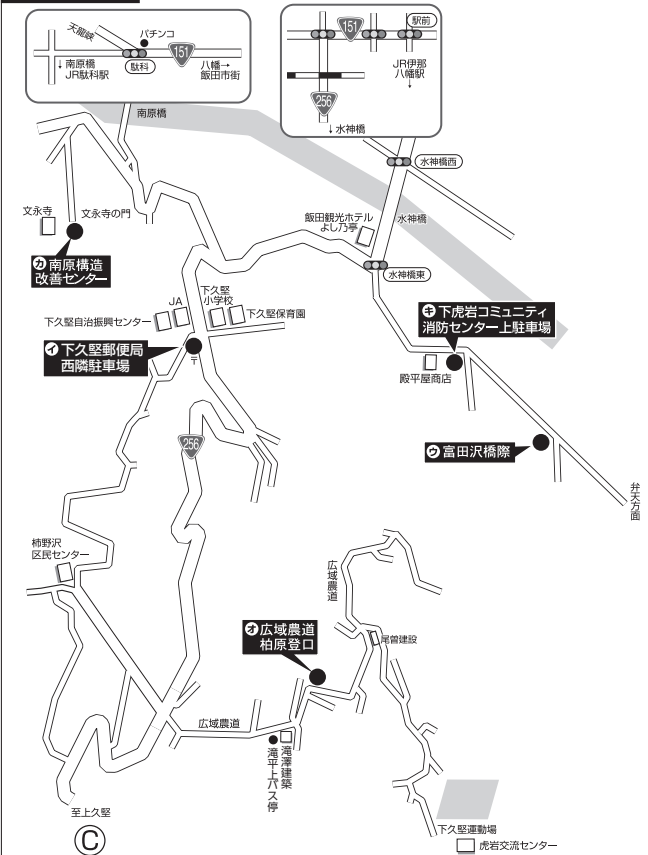 天龍峡
パチンコ
151
↓南原橋
JR駄科駅
駄科
八幡→
飯田市街
駅前
151
JR伊那
八幡駅
↓
256
↓水神橋
南原橋
水神橋西
水神橋
飯田観光ホテル
よし乃亭
水神橋東
文永寺
文永寺の門
カ 南原構造
改善センター
下久堅
小学校
JA
下久堅自治振興センター
下久堅保育園
イ 下久堅郵便局
西隣駐車場
〒
キ 下虎岩コミュニティ
消防センター上駐車場
殿平屋商店
ウ 富田沢橋際
弁天方面
256
柿野沢
区民センター
広域農道
尾曽建設
オ 広域農道
柏原登口
広域農道
滝澤建築
滝平上バス停
至上久堅
C
下久堅運動場
虎岩交流センター